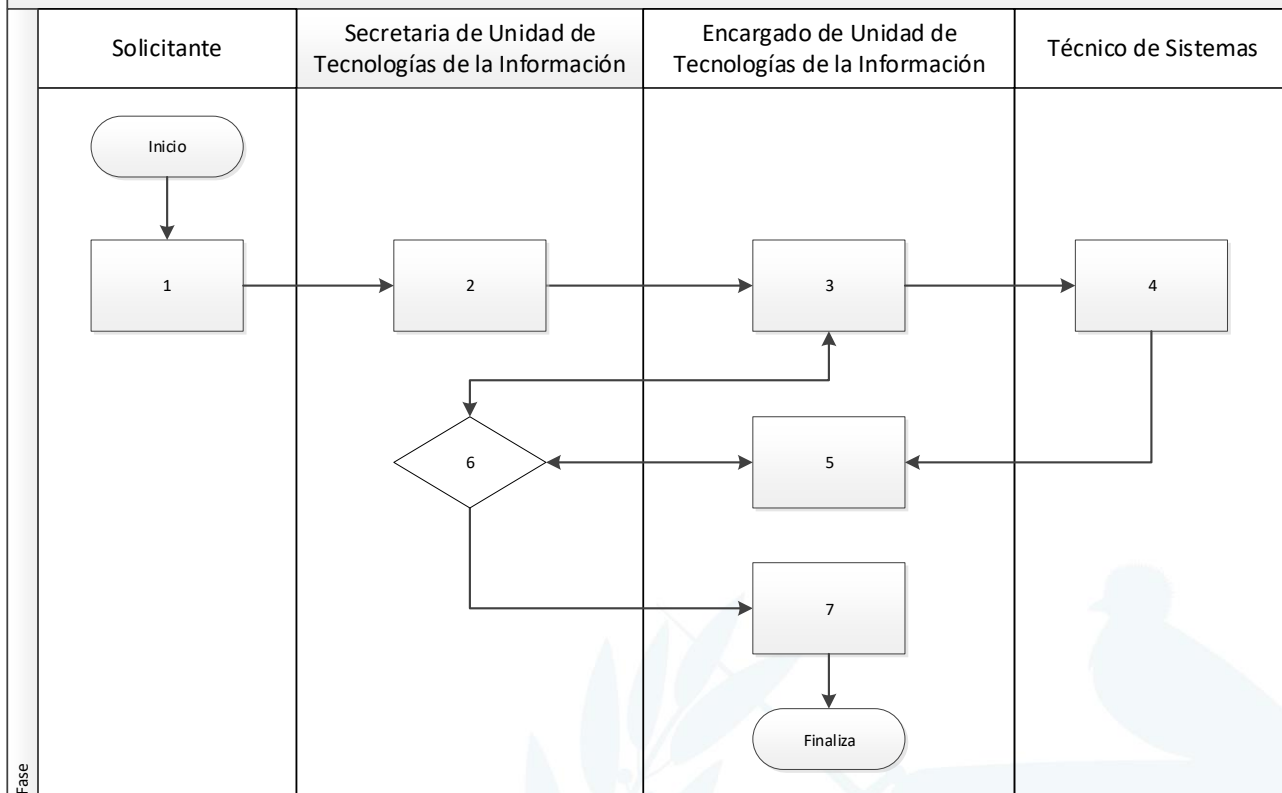 Solicitante
Secretaria de Unidad de
Tecnologías de la Información
Encargado de Unidad de
Tecnologías de la Información
Técnico de Sistemas
Inicio
1
2
3
4
6
5
7
Finaliza
Fase